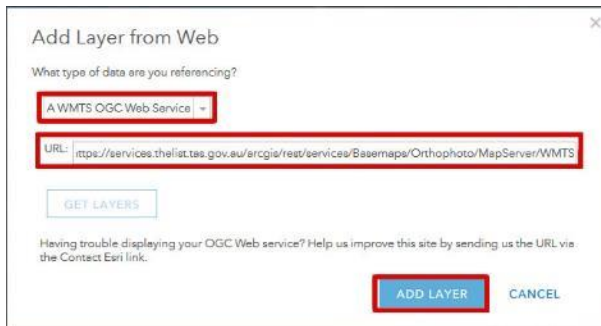 Add Layer from Web
What type of data are you referencing?
A WMTS OGC Web Service
URL: ttps://services.thelist.tas.gov.au/arcgis/rest/services/Basemaps/Orthophoto/MapServer/WMTS
GET LAYERS
Having trouble displaying your OGC Web service? Help us improve this site by sending us the URL via
the Contact Esri link.
ADD LAYER CANCEL